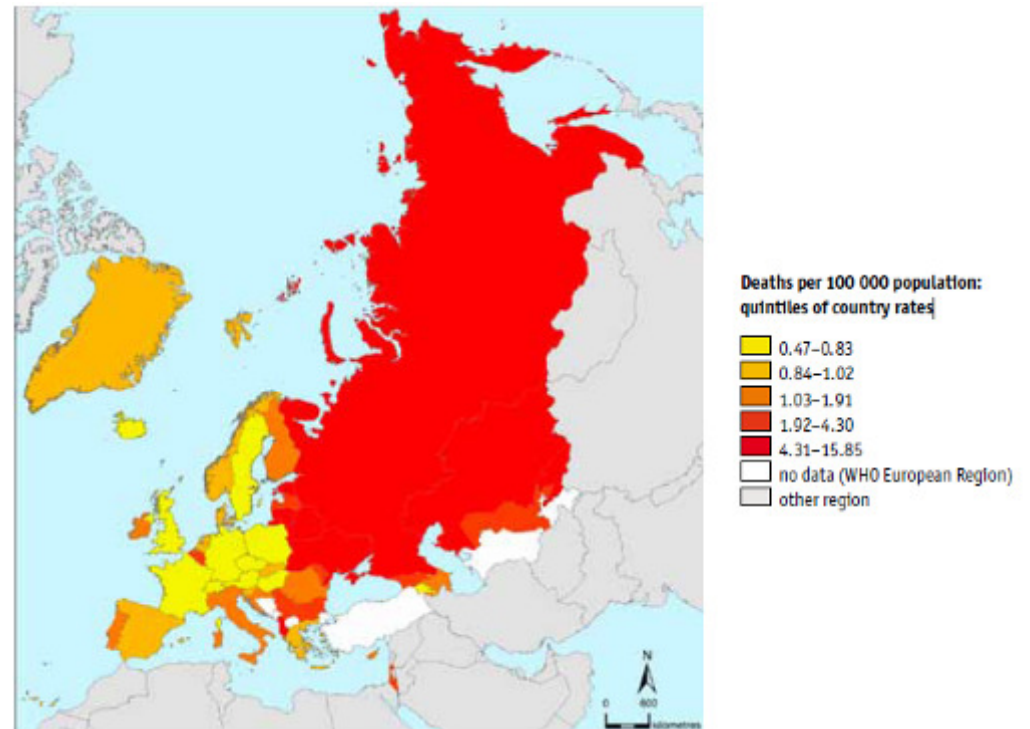 Deaths per 100 000 population:
quintiles of country rates
0.47–0.83
0.84–1.02
1.03–1.91
1.92–4.30
4.31–15.85
no data (WHO European Region)
other region
N
0 600
kilometres